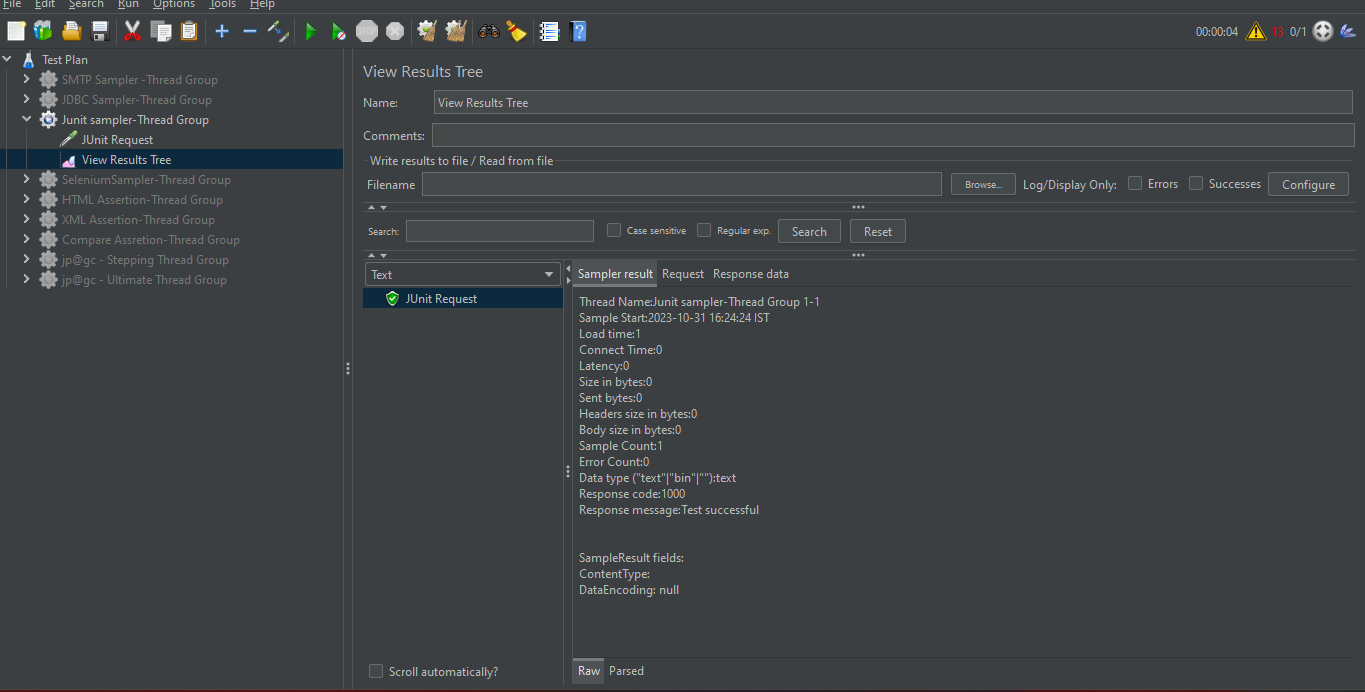 File Edit Search Run Options Tools Help
STOP
00:00:04 13 0/1
Test Plan
SMTP Sampler -Thread Group
JDBC Sampler-Thread Group
Junit sampler-Thread Group
JUnit Request
View Results Tree
SeleniumSampler-Thread Group
HTML Assertion-Thread Group
XML Assertion-Thread Group
Compare Assretion-Thread Group
jp@gc - Stepping Thread Group
jp@gc - Ultimate Thread Group
View Results Tree
Name: View Results Tree
Comments:
Write results to file / Read from file
Filename Browse... Log/Display Only: Errors Successes Configure
Search: Case sensitive Regular exp. Search Reset
Text
JUnit Request
Scroll automatically?
Sampler result Request Response data
Thread Name:Junit sampler-Thread Group 1-1
Sample Start:2023-10-31 16:24:24 IST
Load time:1
Connect Time:0
Latency:0
Size in bytes:0
Sent bytes:0
Headers size in bytes:0
Body size in bytes:0
Sample Count:1
Error Count:0
Data type ("text"|"bin"|""):text
Response code:1000
Response message:Test successful
SampleResult fields:
ContentType:
DataEncoding: null
Raw Parsed